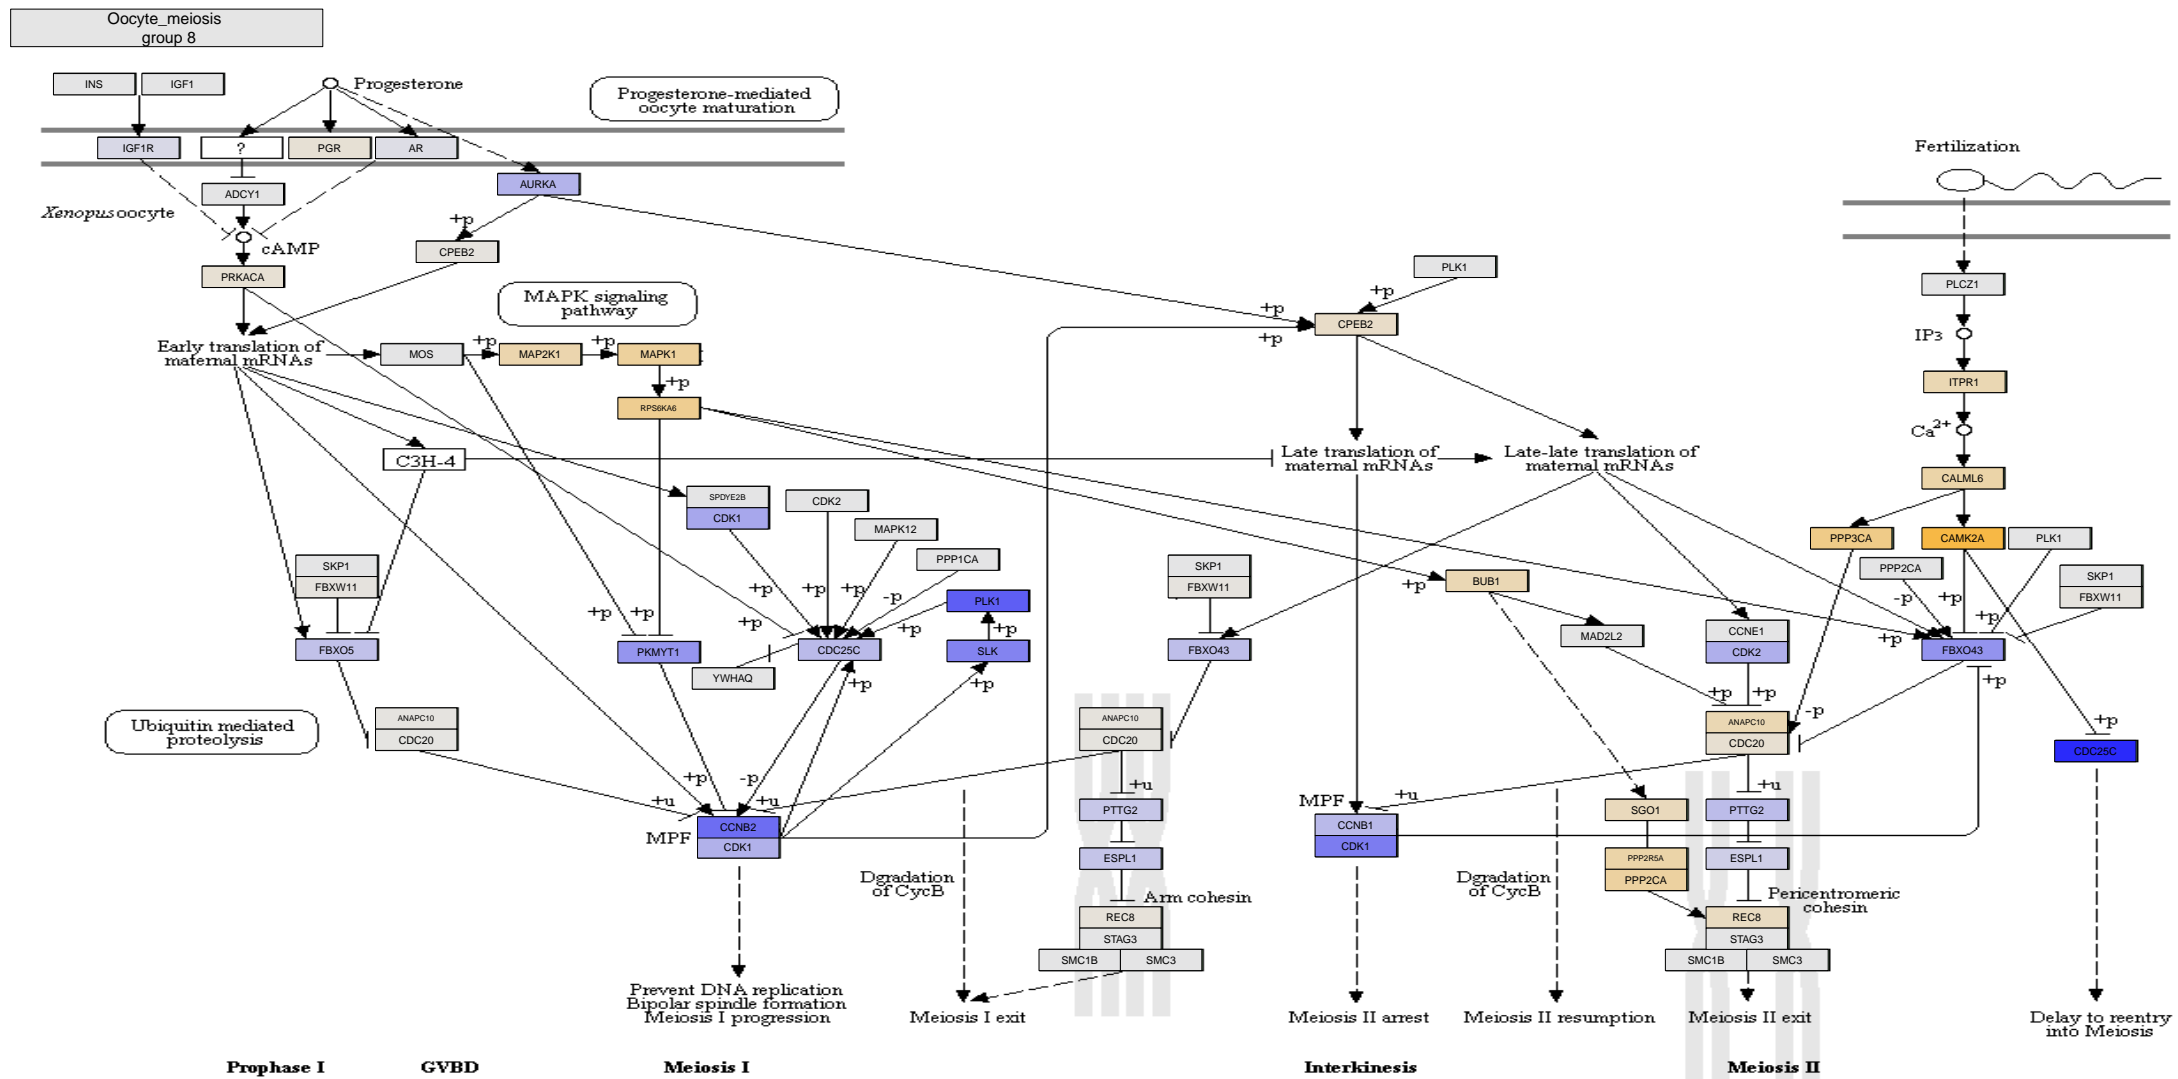 Oocyte_meiosis
group 8
INS
IGF1
Progesterone
Progesterone-mediated
oocyte maturation
IGF1R
?
PGR
AR
Fertilization
ADCY1
AURKA
Xenopus oocyte
+p
cAMP
CPEB2
PRKACA
PLK1
PLCZ1
MAPK signaling
pathway
+p
+p
CPEB2
+p
IP3
Early translation of
maternal mRNAs
MOS
+p
MAP2K1
+p
MAPK1
+p
ITPR1
RPS6KA6
Ca2+
C3H-4
Late translation of
maternal mRNAs
Late-late translation of
maternal mRNAs
CALML6
SPDYE2B
CDK1
CDK2
MAPK12
PPP1CA
PPP3CA
CAMK2A
PLK1
SKP1
FBXW11
SKP1
FBXW11
PPP2CA
SKP1
FBXW11
BUB1
+p
+p
+p
-p
-p
+p
PLK1
+p
+p
+p
+p
+p
+p
MAD2L2
CCNE1
CDK2
+p
+p
FBXO5
PKMYT1
CDC25C
SLK
FBXO43
FBXO43
YWHAQ
+p
+p
+p
+p
+p
Ubiquitin mediated
proteolysis
ANAPC10
CDC20
ANAPC10
CDC20
ANAPC10
CDC20
-p
+p
CDC25C
+p
-p
+u
+u
+u
+u
+u
MPF
CCNB2
CDK1
PTTG2
MPF
CCNB1
CDK1
SGO1
PTTG2
ESPL1
PPP2R5A
PPP2CA
ESPL1
Dgradation
of CycB
Arm cohesin
Dgradation
of CycB
Pericentromeric
cohesin
REC8
STAG3
SMC1B
SMC3
REC8
STAG3
SMC1B
SMC3
Prevent DNA replication
Bipolar spindle formation
Meiosis I progression
Meiosis I exit
Meiosis II arrest
Meiosis II resumption
Meiosis II exit
Delay to reentry
into Meiosis
Prophase I
GVBD
Meiosis I
Interkinesis
Meiosis II